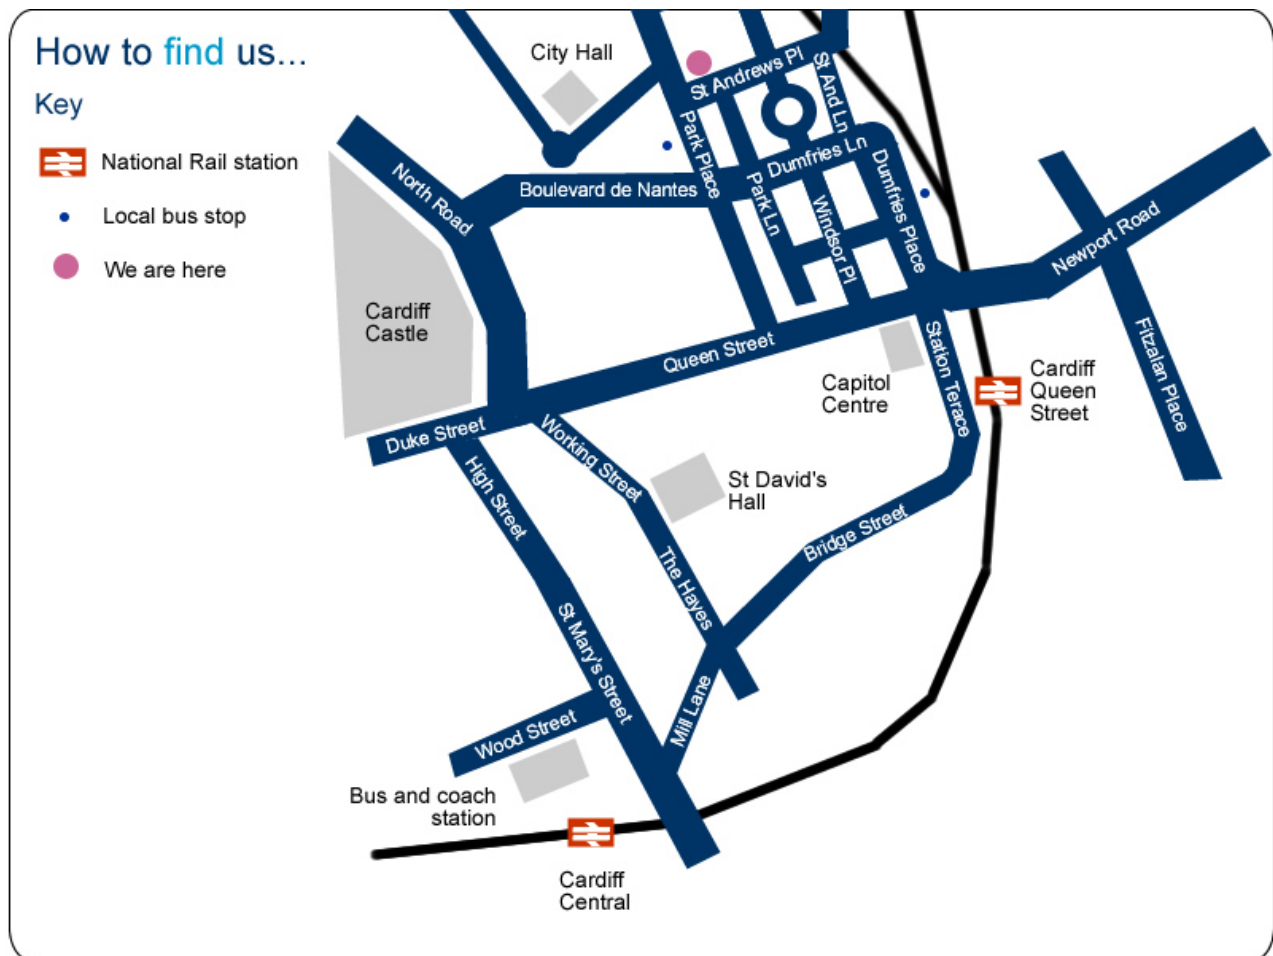 How to find us...
Key
National Rail station
Local bus stop
We are here
City Hall
St Andrews Pl
St And Ln
Park Place
Dumfries Ln
North Road
Boulevard de Nantes
Park Ln
Windsor Pl
Dumfries Place
Newport Road
Fitzalan Place
Cardiff
Castle
Queen Street
Station Terace
Capitol
Centre
Cardiff
Queen
Street
Duke Street
Working Street
High Street
St David's
Hall
Bridge Street
The Hayes
St Mary's Street
Mill Lane
Wood Street
Bus and coach
station
Cardiff
Central